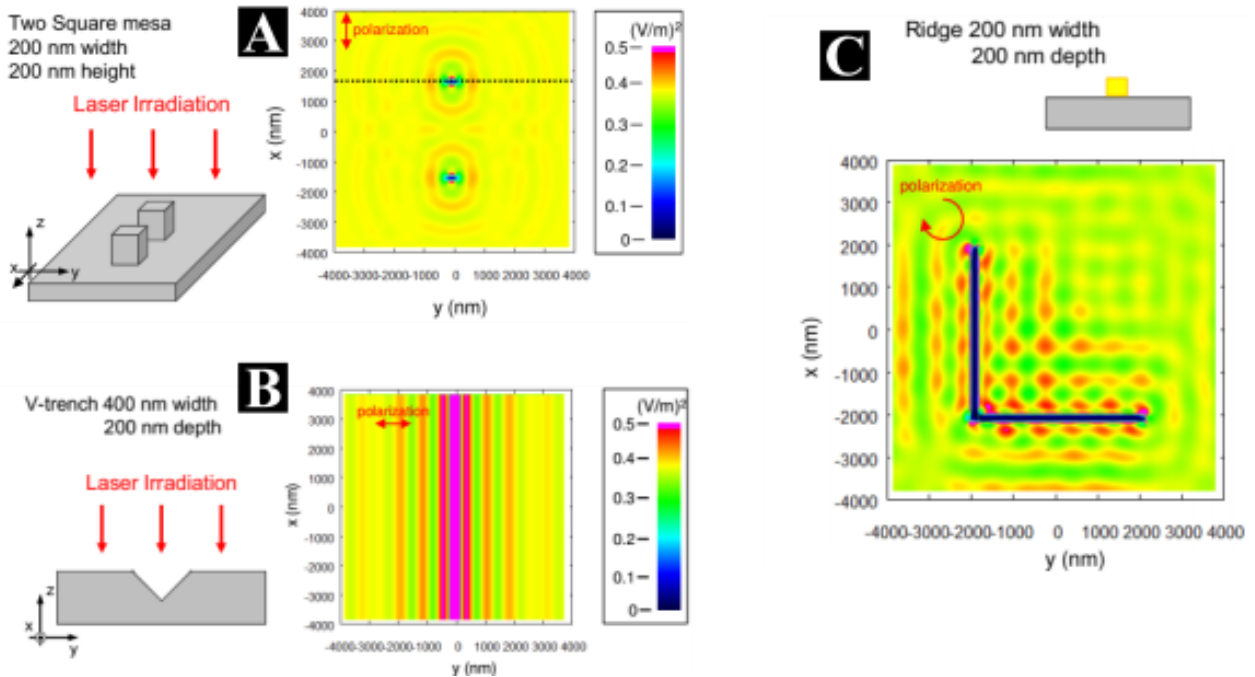 Two Square mesa
200 nm width
200 nm height
Laser Irradiation
z
x
y
A
polarization
4000
3000
2000
1000
0
-1000
-2000
-3000
-4000
x (nm)
-4000-3000-2000-1000 0 1000 2000 3000 4000
y (nm)
(V/m)²
0.5
0.4
0.3
0.2
0.1
0
V-trench 400 nm width
200 nm depth
Laser Irradiation
z
x
y
B
polarization
4000
3000
2000
1000
0
-1000
-2000
-3000
-4000
x (nm)
-4000-3000-2000-1000 0 1000 2000 3000 4000
y (nm)
(V/m)²
0.5
0.4
0.3
0.2
0.1
0
C
Ridge 200 nm width
200 nm depth
polarization
4000
3000
2000
1000
0
-1000
-2000
-3000
-4000
x (nm)
-4000-3000-2000-1000 0 1000 2000 3000 4000
y (nm)